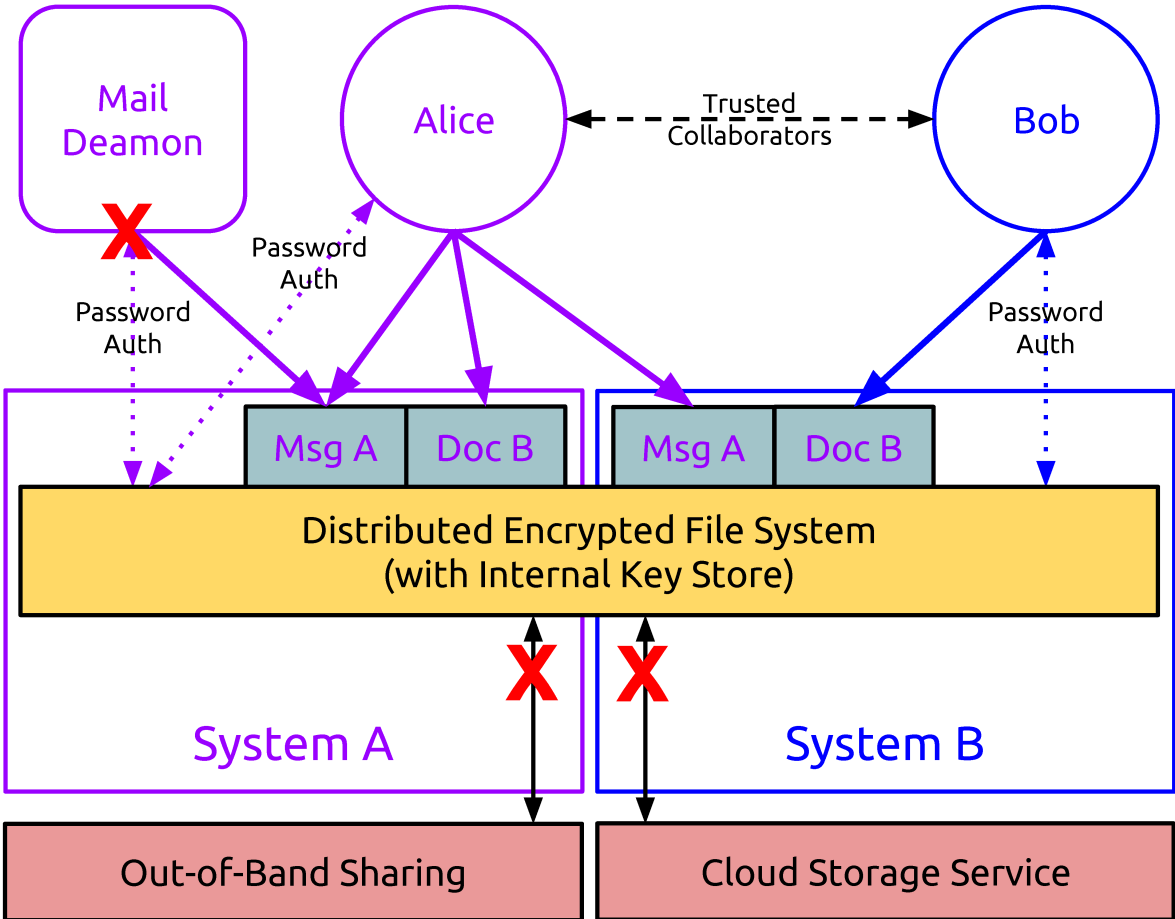 Mail
Deamon
Alice
Trusted
Collaborators
Bob
X
Password
Auth
Password
Auth
Password
Auth
Msg A
Doc B
Msg A
Doc B
Distributed Encrypted File System
(with Internal Key Store)
X
X
System A
System B
Out-of-Band Sharing
Cloud Storage Service